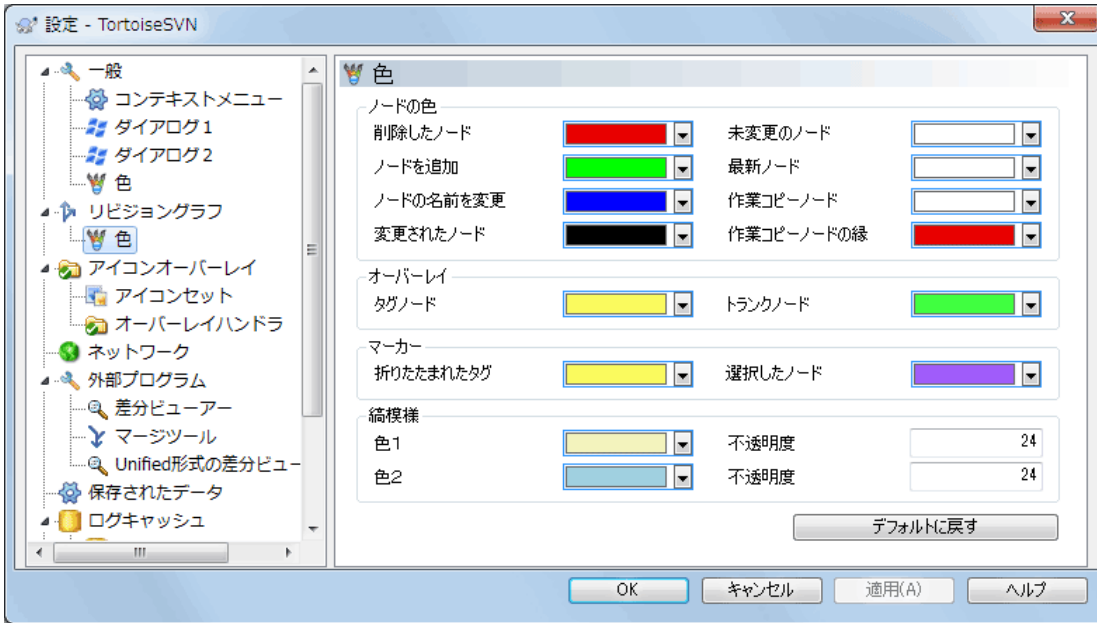 設定 - TortoiseSVN
一般
コンテキストメニュー
ダイアログ1
ダイアログ2
色
リビジョングラフ
色
アイコンオーバーレイ
アイコンセット
オーバーレイハンドラ
ネットワーク
外部プログラム
差分ビューアー
マージツール
Unified形式の差分ビュー
保存されたデータ
ログキャッシュ
色
ノードの色
削除したノード 未変更のノード
ノードを追加 最新ノード
ノードの名前を変更 作業コピーノード
変更されたノード 作業コピーノードの縁
オーバーレイ
タグノード トランクノード
マーカー
折りたたまれたタグ 選択したノード
縞模様
色1 不透明度 24
色2 不透明度 24
デフォルトに戻す
OK キャンセル 適用(A) ヘルプ